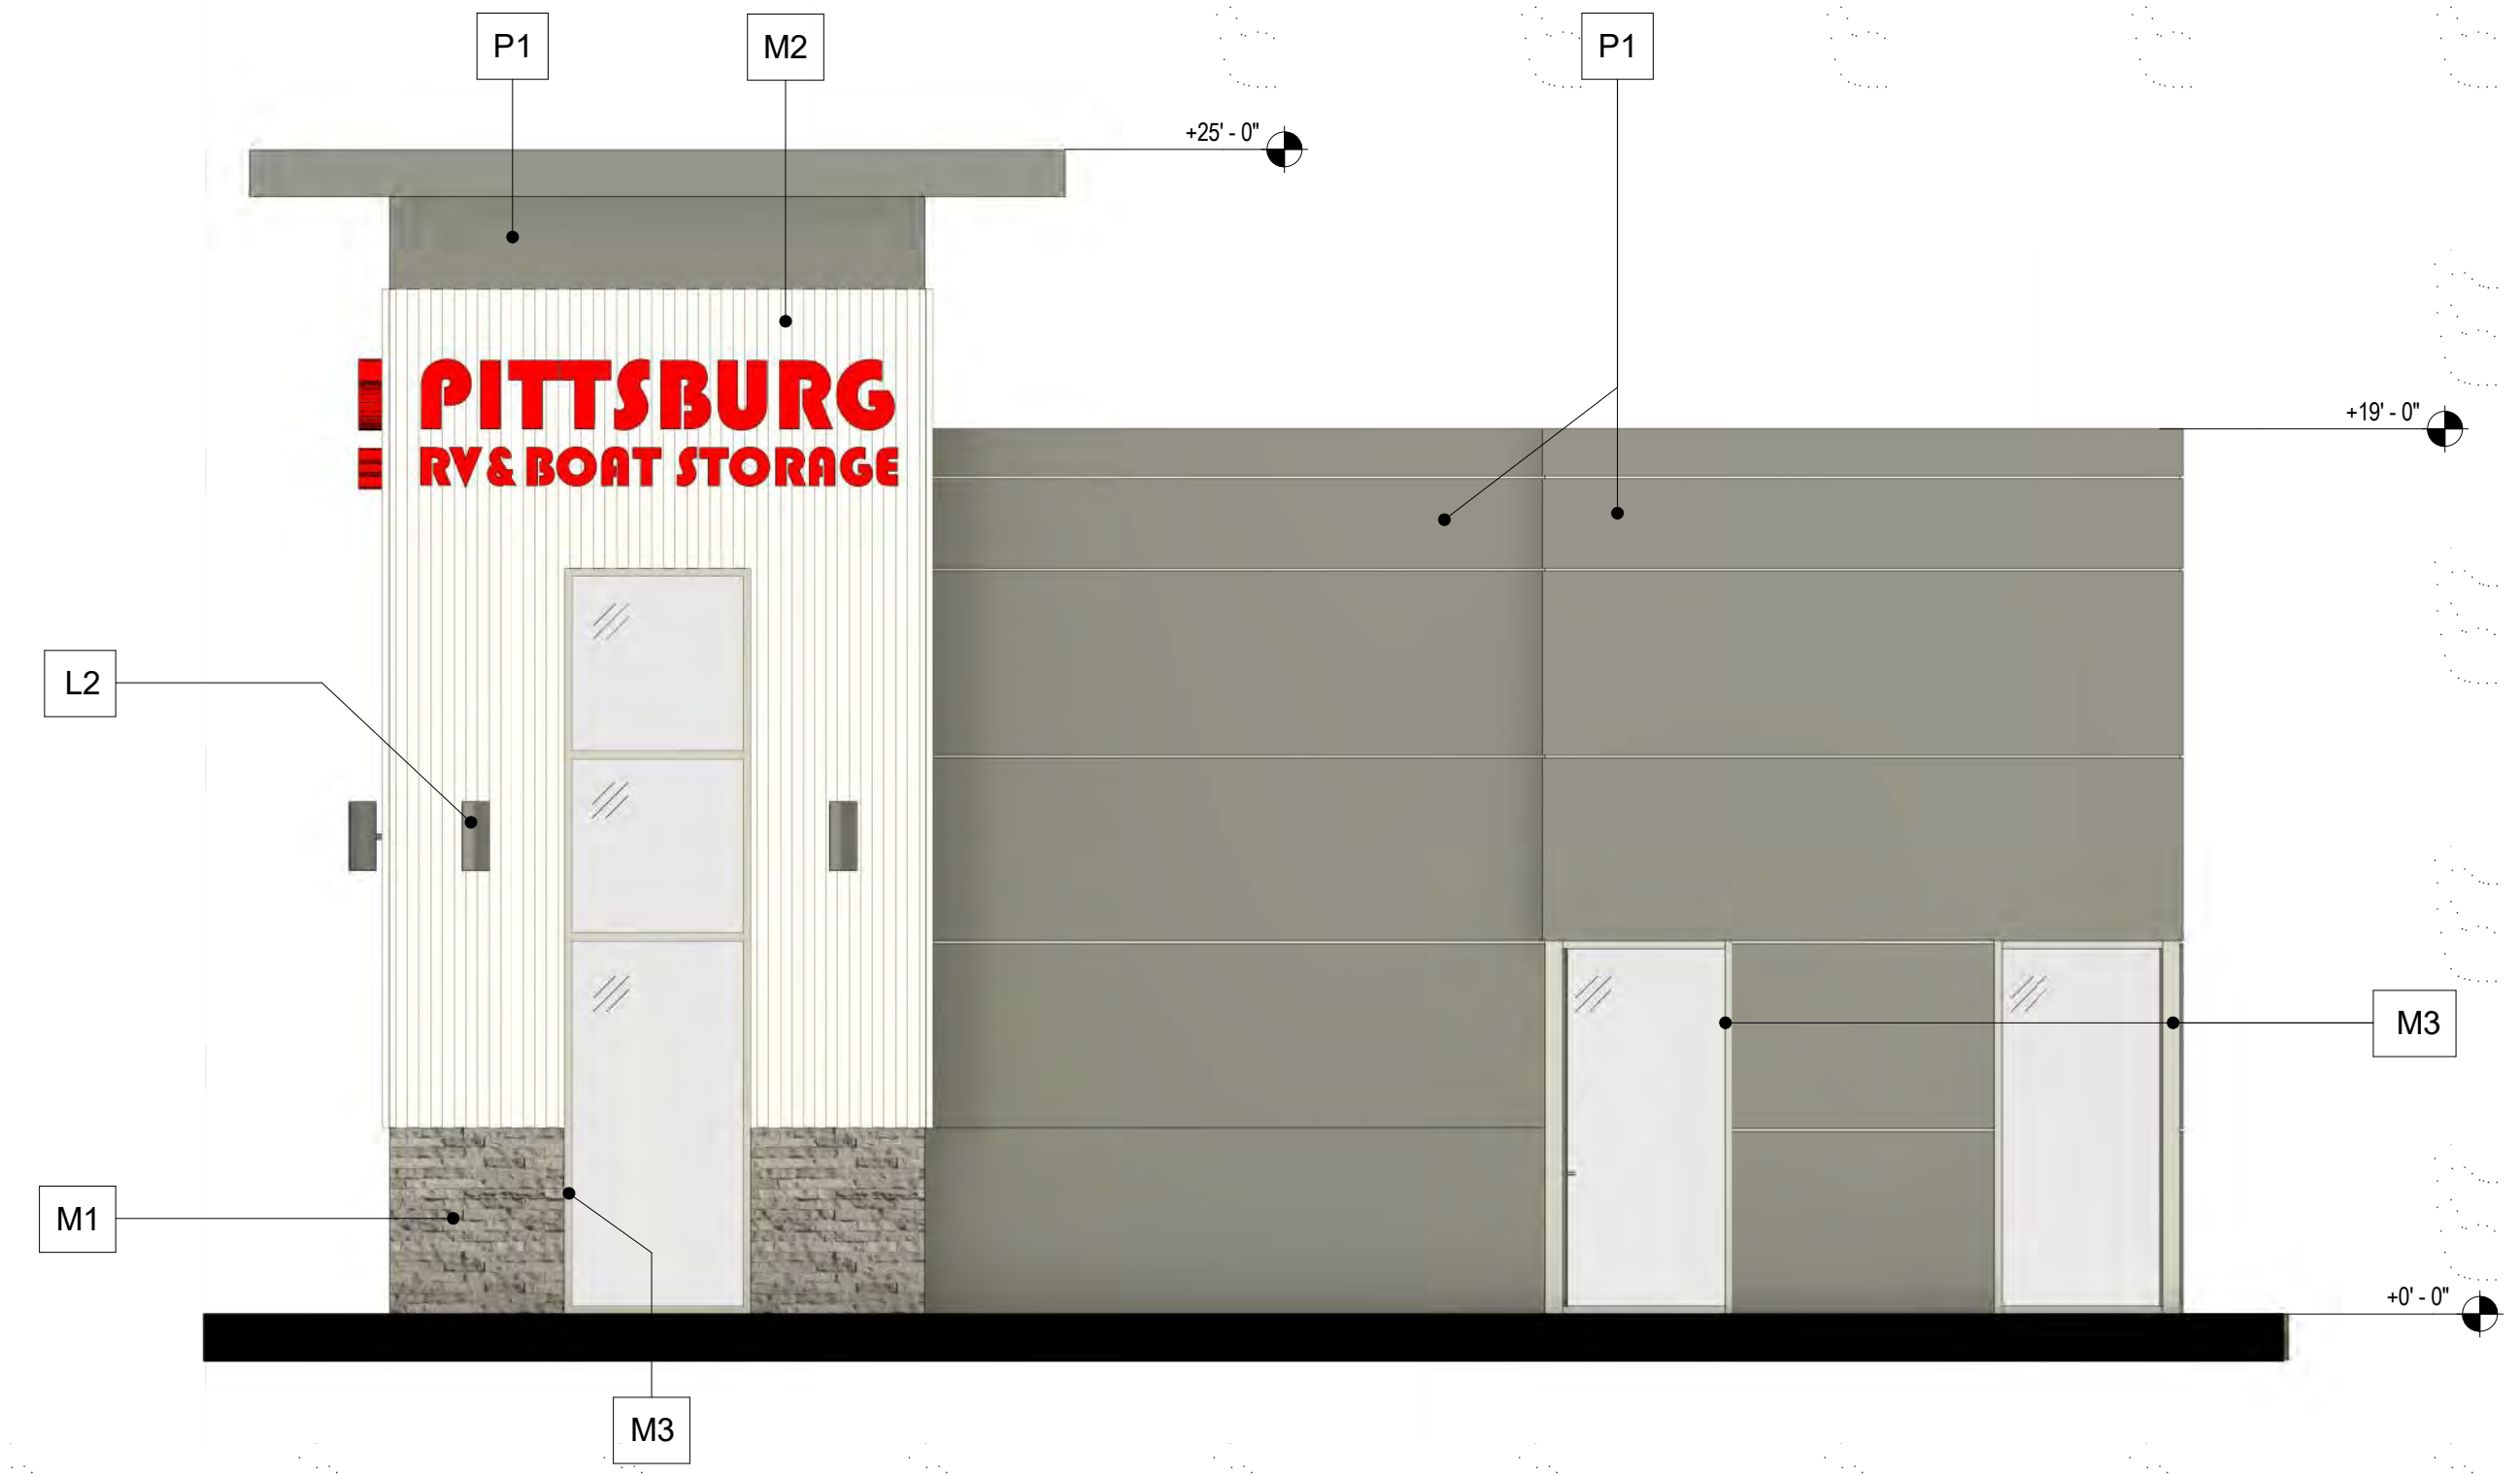 P1
M2
P1
+25' - 0"
+19' - 0"
PITTSBURG
RV & BOAT STORAGE
L2
M3
M1
+0' - 0"
M3